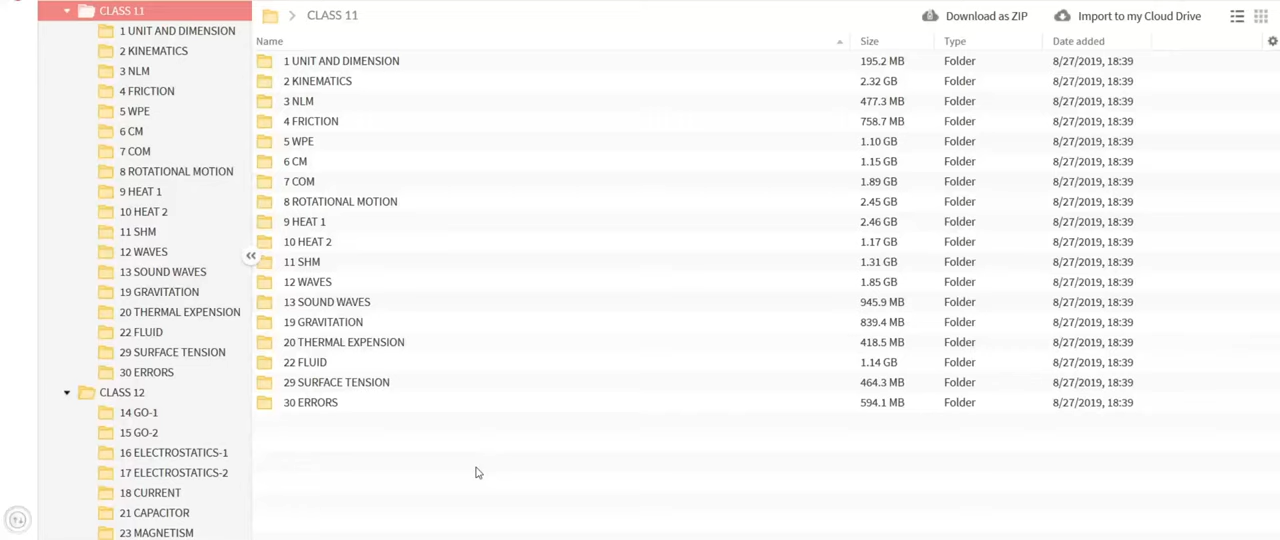 CLASS 11
1 UNIT AND DIMENSION
2 KINEMATICS
3 NLM
4 FRICTION
5 WPE
6 CM
7 COM
8 ROTATIONAL MOTION
9 HEAT 1
10 HEAT 2
11 SHM
12 WAVES
13 SOUND WAVES
19 GRAVITATION
20 THERMAL EXPENSION
22 FLUID
29 SURFACE TENSION
30 ERRORS
CLASS 12
14 GO-1
15 GO-2
16 ELECTROSTATICS-1
17 ELECTROSTATICS-2
18 CURRENT
21 CAPACITOR
23 MAGNETISM
CLASS 11 Download as ZIP Import to my Cloud Drive
Name Size Type Date added
1 UNIT AND DIMENSION 195.2 MB Folder 8/27/2019, 18:39
2 KINEMATICS 2.32 GB Folder 8/27/2019, 18:39
3 NLM 477.3 MB Folder 8/27/2019, 18:39
4 FRICTION 758.7 MB Folder 8/27/2019, 18:39
5 WPE 1.10 GB Folder 8/27/2019, 18:39
6 CM 1.15 GB Folder 8/27/2019, 18:39
7 COM 1.89 GB Folder 8/27/2019, 18:39
8 ROTATIONAL MOTION 2.45 GB Folder 8/27/2019, 18:39
9 HEAT 1 2.46 GB Folder 8/27/2019, 18:39
10 HEAT 2 1.17 GB Folder 8/27/2019, 18:39
11 SHM 1.31 GB Folder 8/27/2019, 18:39
12 WAVES 1.85 GB Folder 8/27/2019, 18:39
13 SOUND WAVES 945.9 MB Folder 8/27/2019, 18:39
19 GRAVITATION 839.4 MB Folder 8/27/2019, 18:39
20 THERMAL EXPENSION 418.5 MB Folder 8/27/2019, 18:39
22 FLUID 1.14 GB Folder 8/27/2019, 18:39
29 SURFACE TENSION 464.3 MB Folder 8/27/2019, 18:39
30 ERRORS 594.1 MB Folder 8/27/2019, 18:39